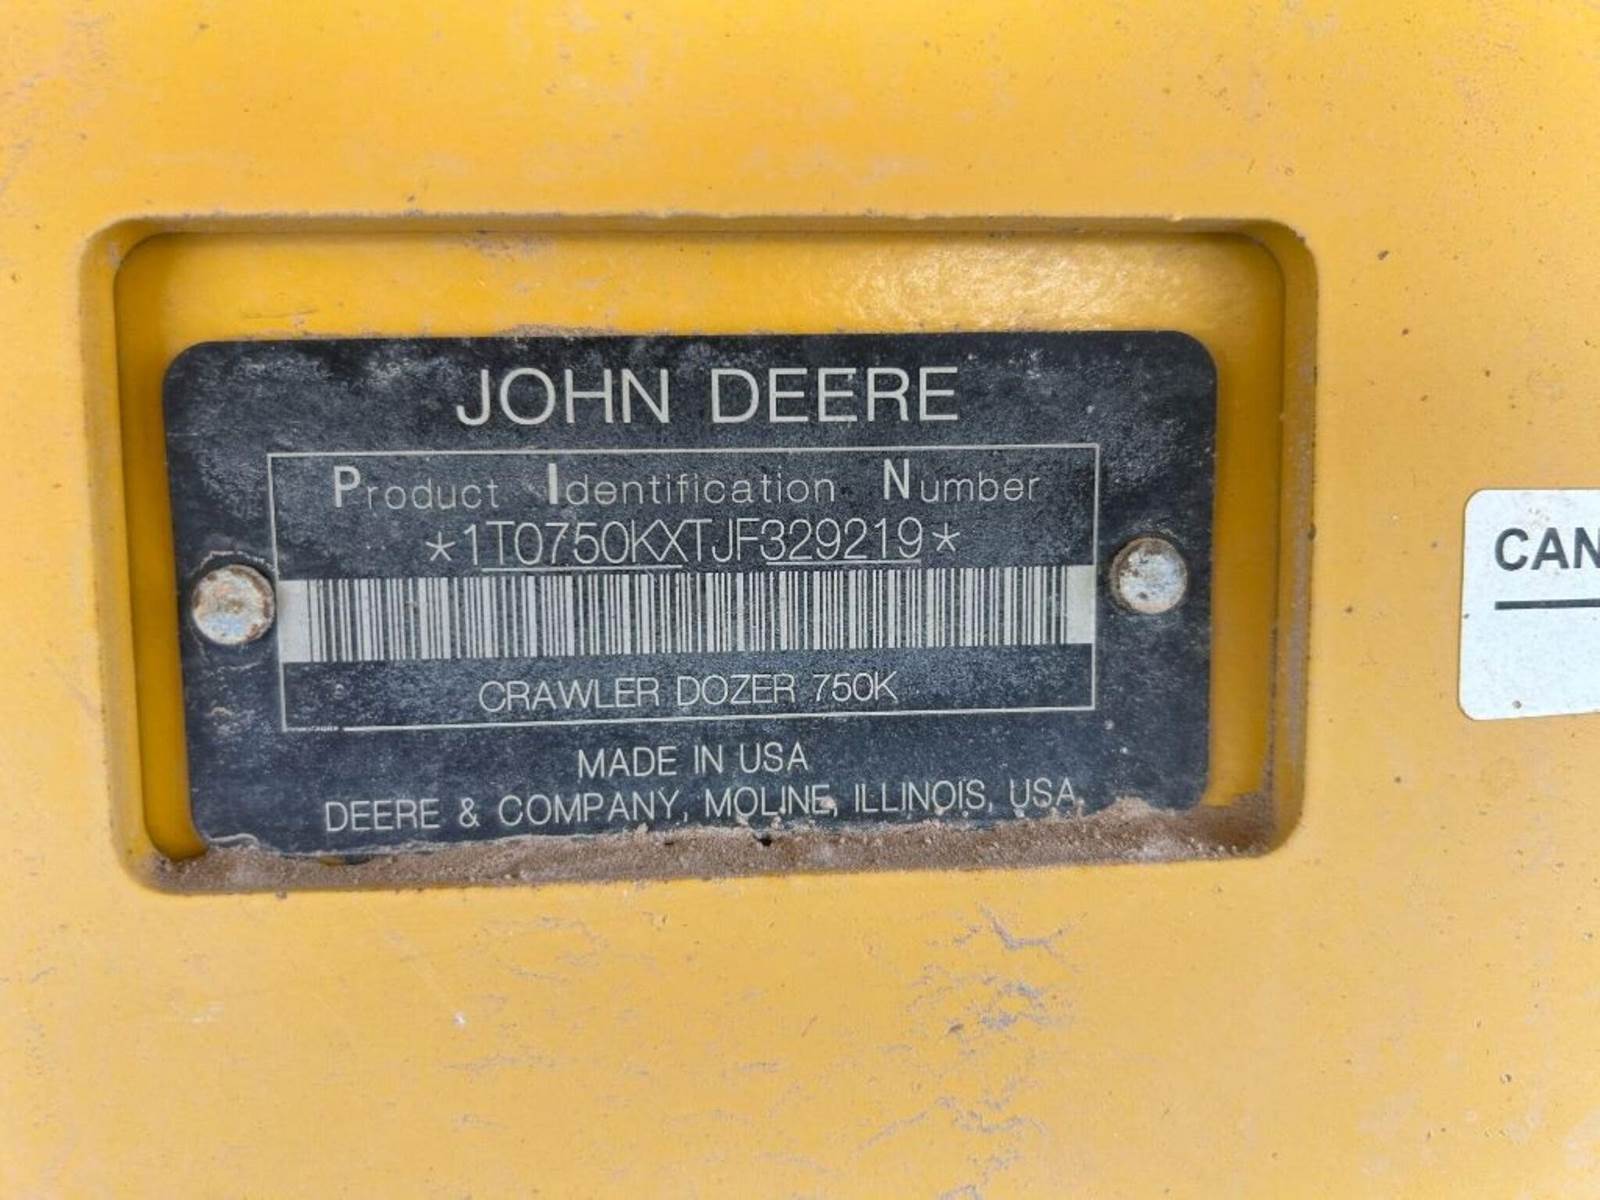 JOHN DEERE
Product Identification Number
*1T0750KXTJF329219*
CRAWLER DOZER 750K
MADE IN USA
DEERE & COMPANY, MOLINE, ILLINOIS, USA
CAN